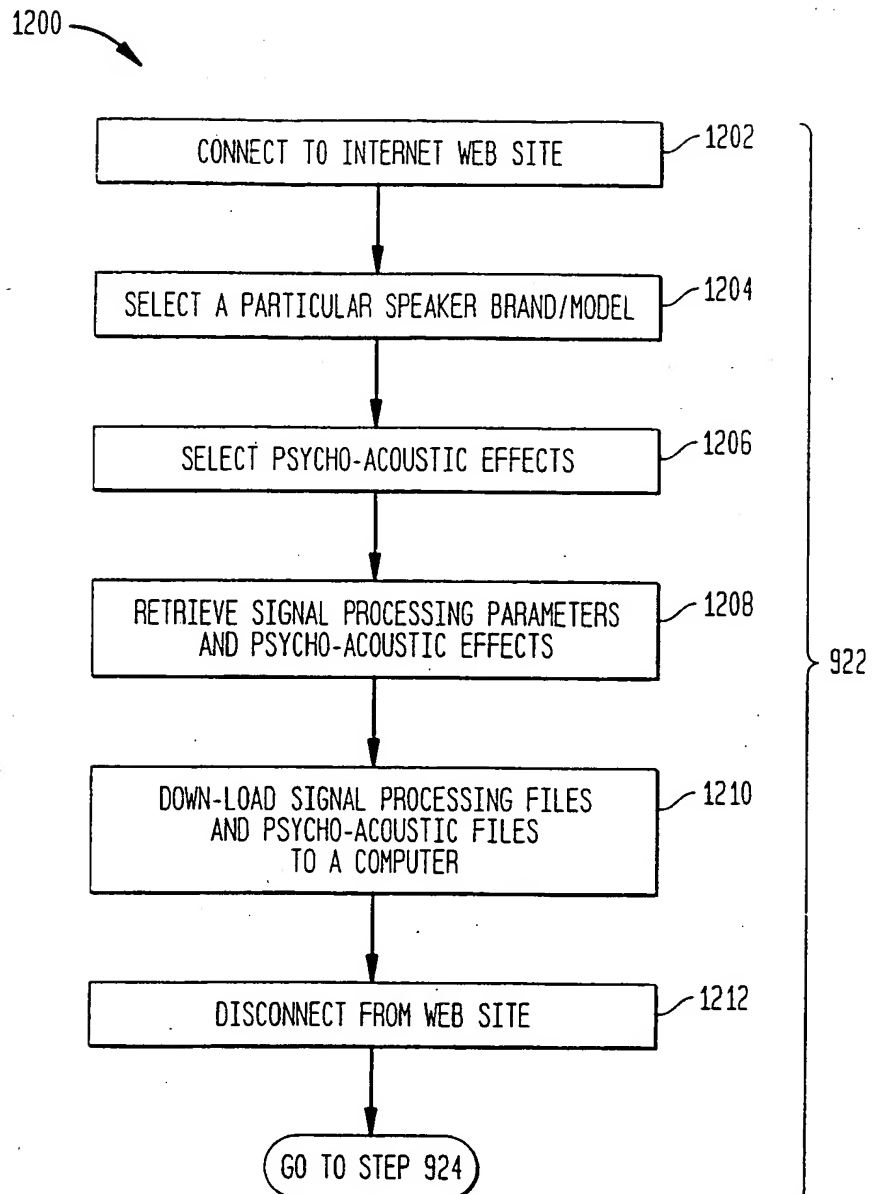 1200
CONNECT TO INTERNET WEB SITE
1202
SELECT A PARTICULAR SPEAKER BRAND/MODEL
1204
SELECT PSYCHO-ACOUSTIC EFFECTS
1206
RETRIEVE SIGNAL PROCESSING PARAMETERS
AND PSYCHO-ACOUSTIC EFFECTS
1208
922
DOWN-LOAD SIGNAL PROCESSING FILES
AND PSYCHO-ACOUSTIC FILES
TO A COMPUTER
1210
DISCONNECT FROM WEB SITE
1212
GO TO STEP 924